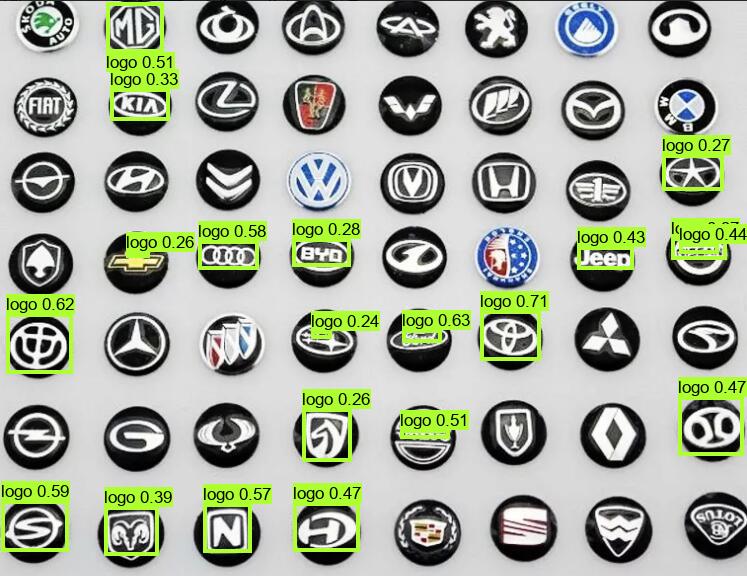 SKODA AUTO
MG
GEELY
logo 0.51
logo 0.33
FIAT
KIA
BMW
logo 0.27
logo 0.26
logo 0.58
logo 0.28
logo 0.43
logo 0.44
BYD
Jeep
logo 0.62
logo 0.24
logo 0.63
logo 0.71
Ford
logo 0.26
logo 0.51
logo 0.47
logo 0.59
logo 0.39
logo 0.57
logo 0.47
N
LOTUS